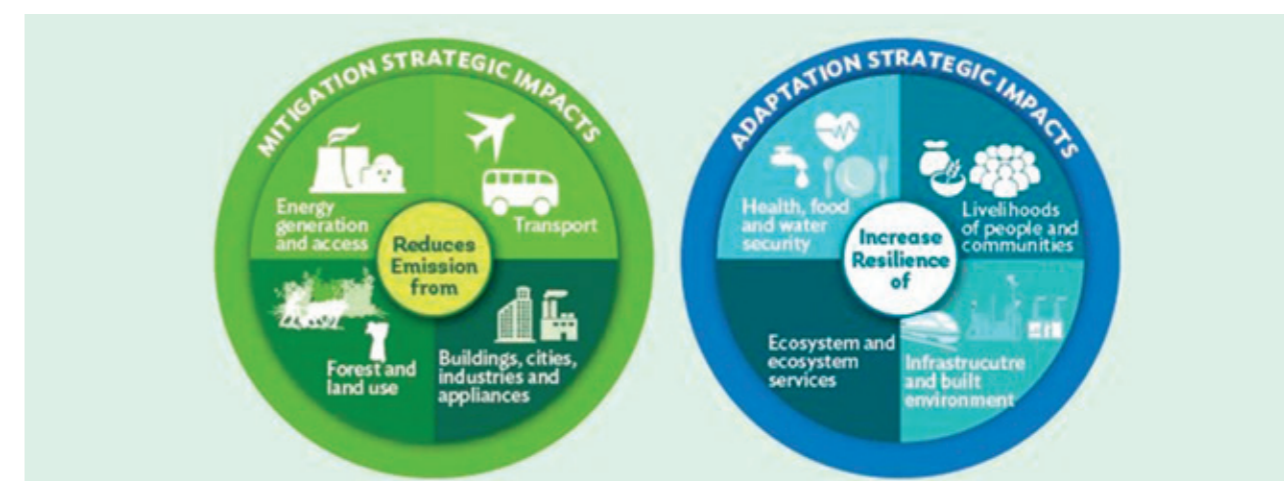 MITIGATION STRATEGIC IMPACTS
Energy
generation
and access
Transport
Reduces
Emission
from
Forest and
land use
Buildings, cities,
industries and
appliances
ADAPTATION STRATEGIC IMPACTS
Health, food
and water
security
Livelihoods
of people and
communities
Increase
Resilience
of
Ecosystem and
ecosystem
services
Infrastrucutre
and built
environment